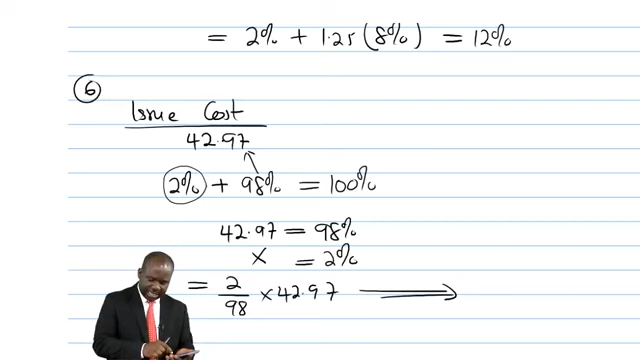 = 2% + 1.25 (8%) = 12%
6
Issue Cost
42.97
2% + 98% = 100%
42.97 = 98%
x = 2%
= 2/98 × 42.97